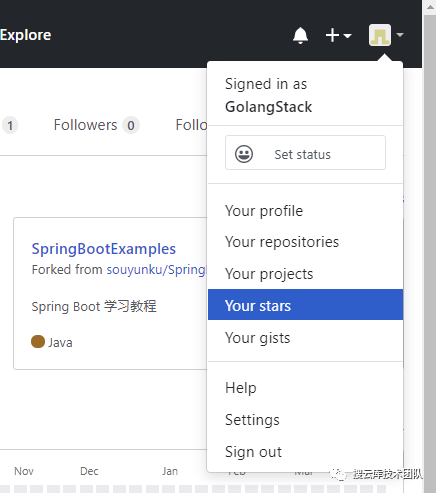 Explore
Signed in as
GolangStack
1
Followers 0
Follo
Set status
Your profile
Your repositories
Your projects
Your stars
Your gists
Help
Settings
Sign out
SpringBootExamples
Forked from souyunku/Spring
Spring Boot 学习教程
Java
Nov Dec Jan Feb Mar
搜云库技术团队